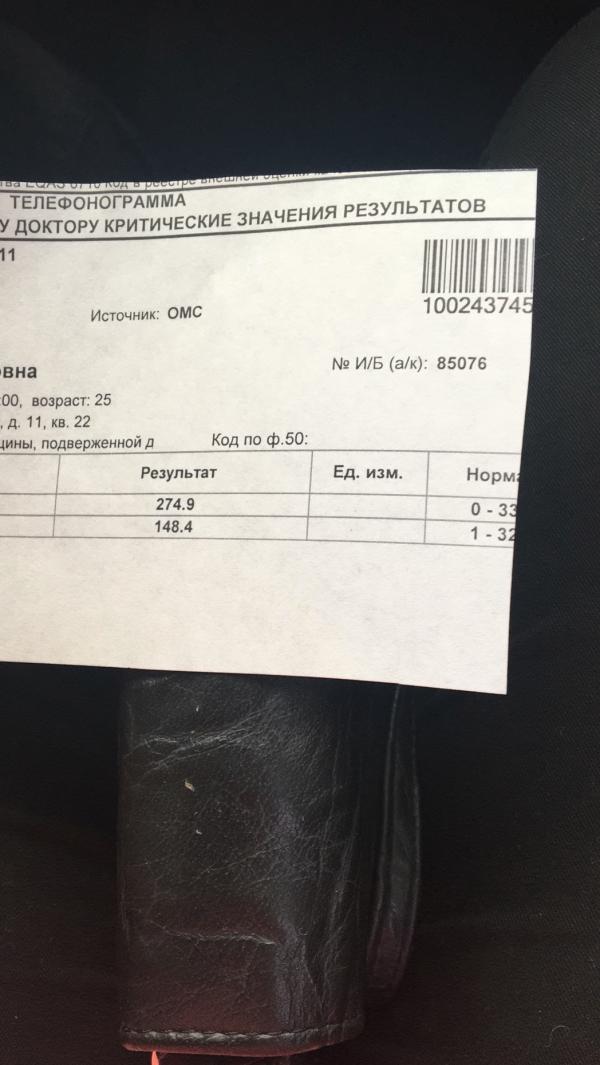 ТЕЛЕФОНОГРАММА
У ДОКТОРУ КРИТИЧЕСКИЕ ЗНАЧЕНИЯ РЕЗУЛЬТАТОВ
11
100243745
Источник: ОМС
овна
№ И/Б (а/к): 85076
:00, возраст: 25
, д. 11, кв. 22
щины, подверженной д Код по ф.50:
Результат Ед. изм. Норма
274.9 0 - 33
148.4 1 - 32